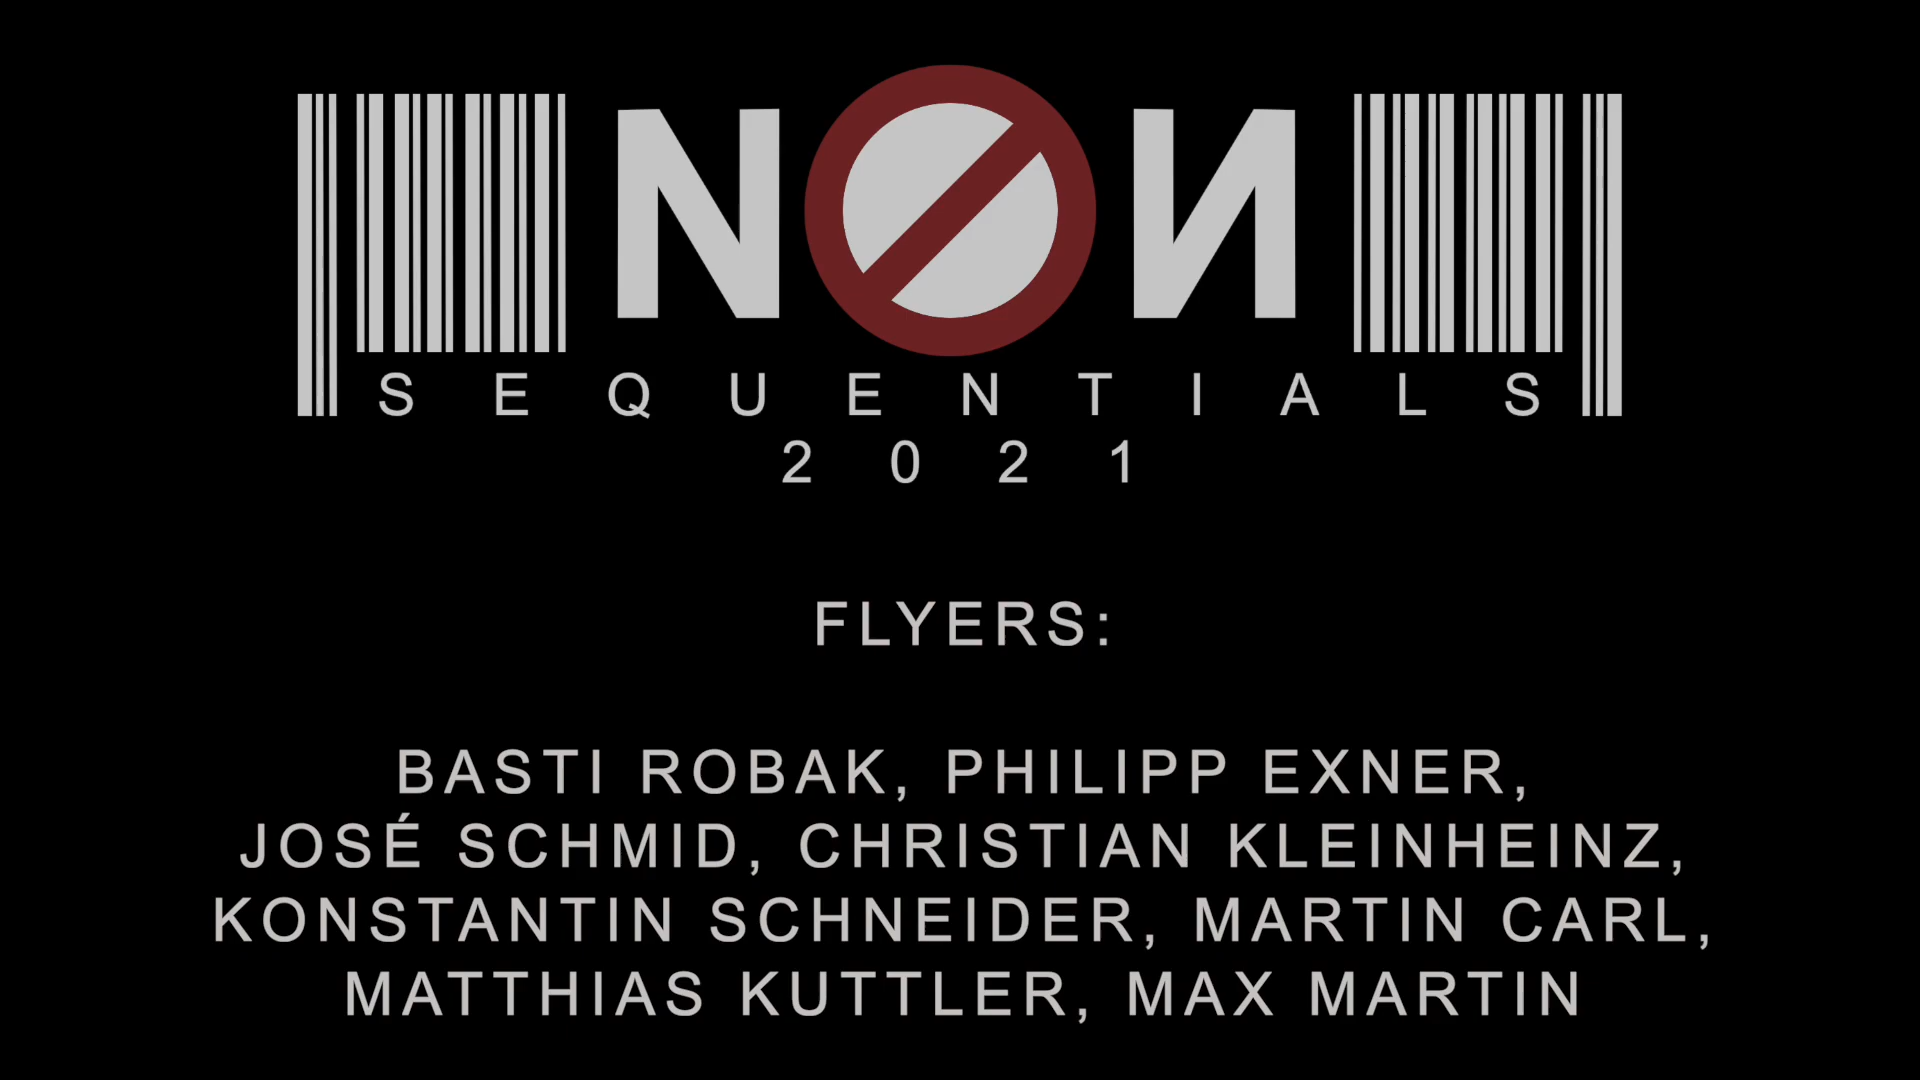 NON
SEQUENTIALS
2021
FLYERS:
BASTI ROBAK, PHILIPP EXNER,
JOSÉ SCHMID, CHRISTIAN KLEINHEINZ,
KONSTANTIN SCHNEIDER, MARTIN CARL,
MATTHIAS KUTTLER, MAX MARTIN